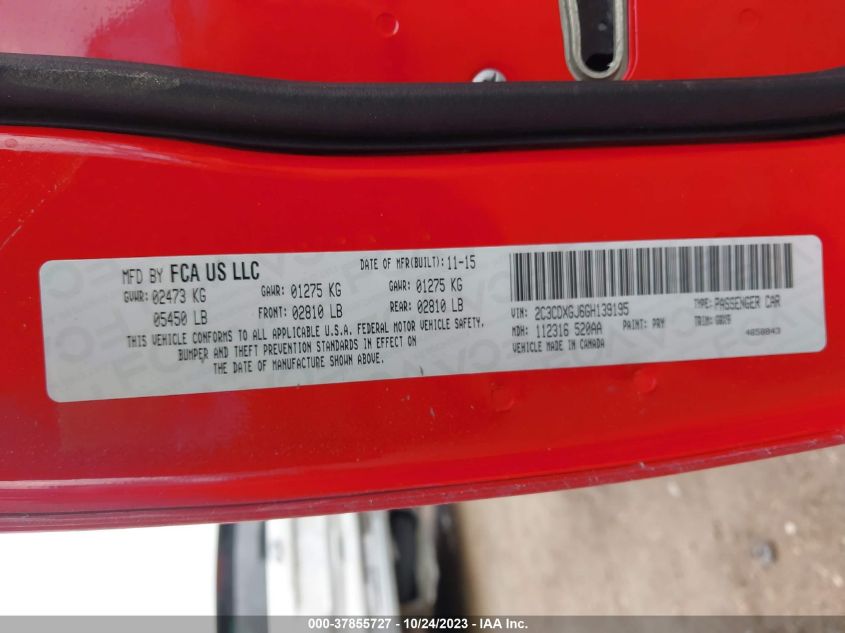 MFD BY FCA US LLC
DATE OF MFR(BUILT): 11-15
GVWR: 02473 KG
GAWR: 01275 KG
GAWR: 01275 KG
05450 LB
FRONT: 02810 LB
REAR: 02810 LB
THIS VEHICLE CONFORMS TO ALL APPLICABLE U.S.A. FEDERAL MOTOR VEHICLE SAFETY,
BUMPER AND THEFT PREVENTION STANDARDS IN EFFECT ON
THE DATE OF MANUFACTURE SHOWN ABOVE.
VIN: 2C3CDXGJ6GH139195
TYPE: PASSENGER CAR
MDH: 112316 520AA
PAINT: PRY
TRIM:
VEHICLE MADE IN CANADA
4858843
000-37855727 - 10/24/2023 - IAA Inc.